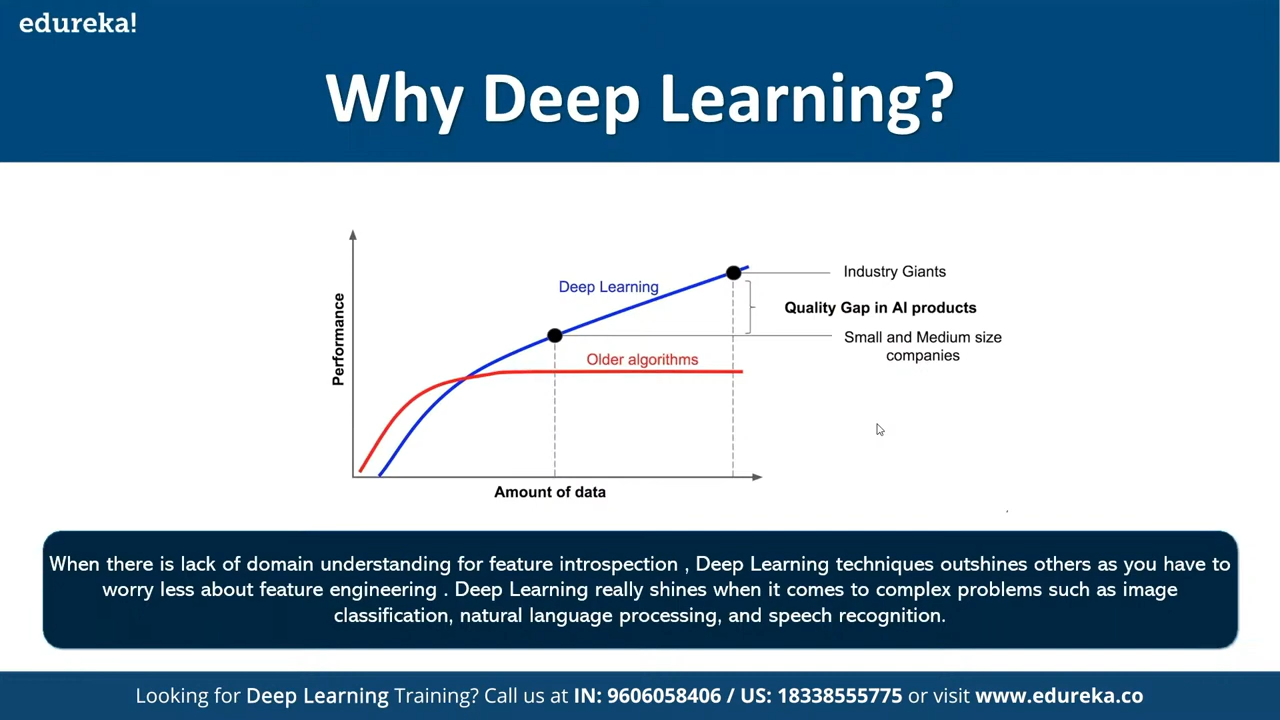 edureka!
Why Deep Learning?
Deep Learning
Industry Giants
Quality Gap in AI products
Small and Medium size
companies
Older algorithms
Performance
Amount of data
When there is lack of domain understanding for feature introspection , Deep Learning techniques outshines others as you have to
worry less about feature engineering . Deep Learning really shines when it comes to complex problems such as image
classification, natural language processing, and speech recognition.
Looking for Deep Learning Training? Call us at IN: 9606058406 / US: 18338555775 or visit www.edureka.co